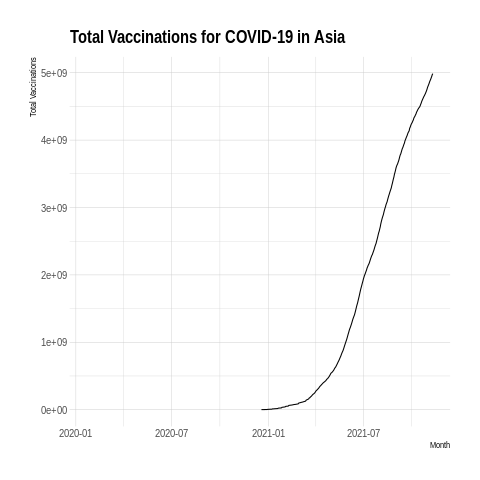 Total Vaccinations for COVID-19 in Asia
Total Vaccinations
5e+09
4e+09
3e+09
2e+09
1e+09
0e+00
2020-01 2020-07 2021-01 2021-07
Month